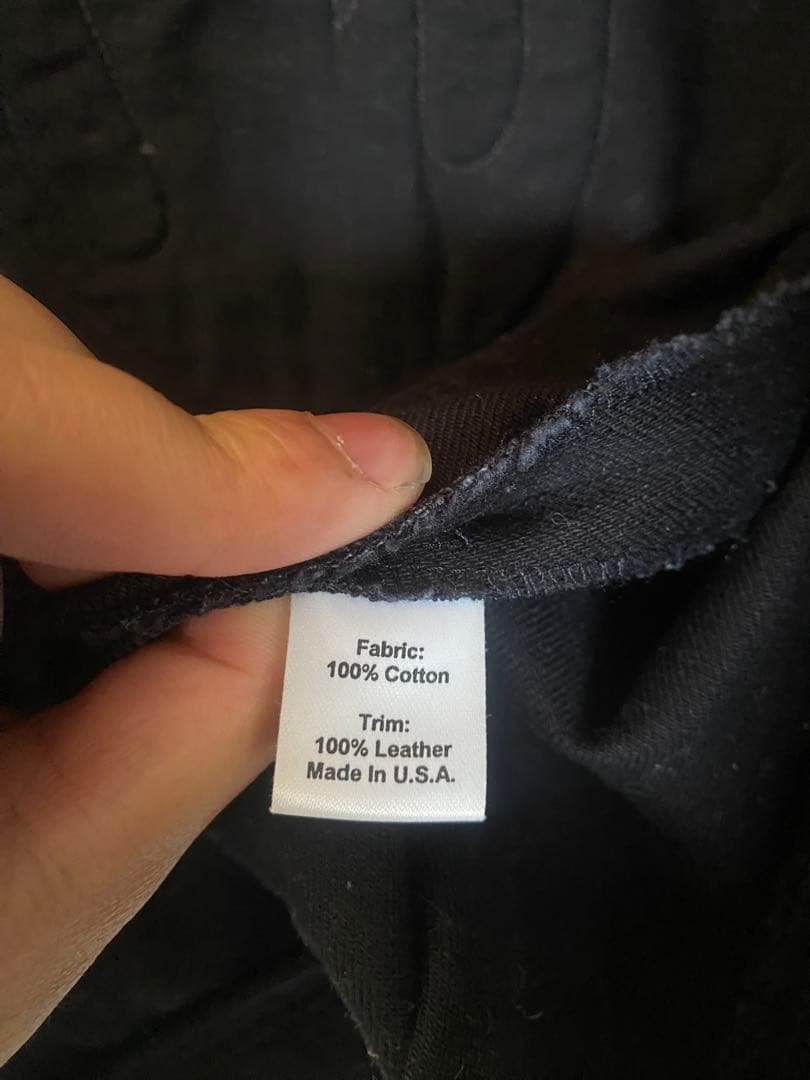 Fabric:
100% Cotton
Trim:
100% Leather
Made In U.S.A.